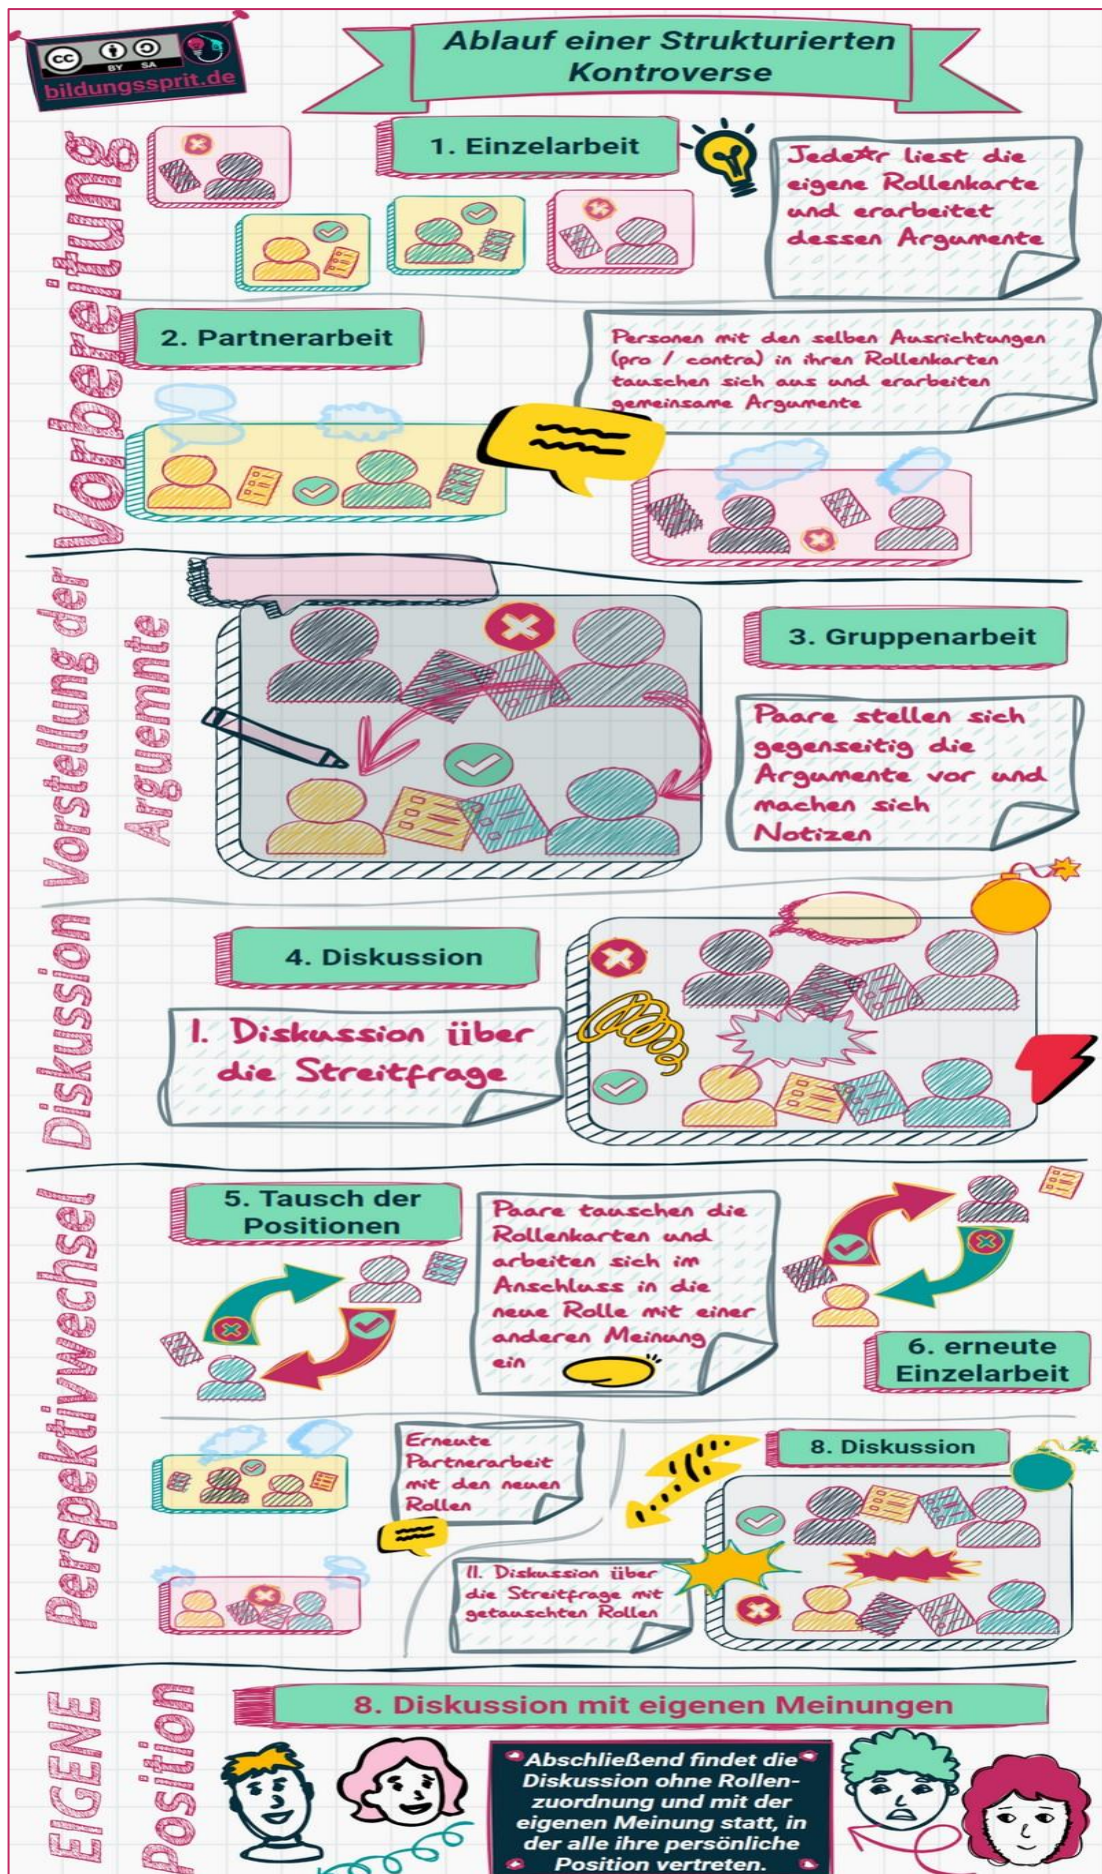 CC BY SA
bildungssprit.de
Ablauf einer Strukturierten
Kontroverse
Vorbereitung
1. Einzelarbeit
Jede☆r liest die
eigene Rollenkarte
und erarbeitet
dessen Argumente
2. Partnerarbeit
Personen mit den selben Ausrichtungen
(pro / contra) in ihren Rollenkarten
tauschen sich aus und erarbeiten
gemeinsame Argumente
Vorstellung der
Arguemnte
3. Gruppenarbeit
Paare stellen sich
gegenseitig die
Argumente vor und
machen sich
Notizen
Diskussion
4. Diskussion
I. Diskussion über
die Streitfrage
Perspektivwechsel
5. Tausch der
Positionen
Paare tauschen die
Rollenkarten und
arbeiten sich im
Anschluss in die
neue Rolle mit einer
anderen Meinung
ein
6. erneute
Einzelarbeit
Erneute
Partnerarbeit
mit den neuen
Rollen
8. Diskussion
II. Diskussion über
die Streitfrage mit
getauschten Rollen
EIGENE
Position
8. Diskussion mit eigenen Meinungen
Abschließend findet die
Diskussion ohne Rollen-
zuordnung und mit der
eigenen Meinung statt, in
der alle ihre persönliche
Position vertreten.